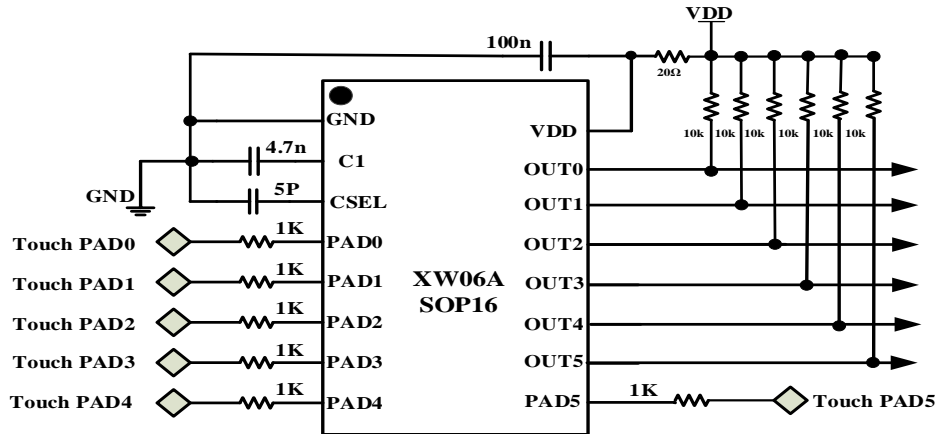 VDD
100n
20Ω
GND
VDD
10k 10k 10k 10k 10k
4.7n
C1
OUT0
GND
5P
CSEL
OUT1
Touch PAD0
1K
PAD0
OUT2
Touch PAD1
1K
PAD1
XW06A
SOP16
OUT3
Touch PAD2
1K
PAD2
OUT4
Touch PAD3
1K
PAD3
OUT5
Touch PAD4
1K
PAD4
PAD5
1K
Touch PAD5